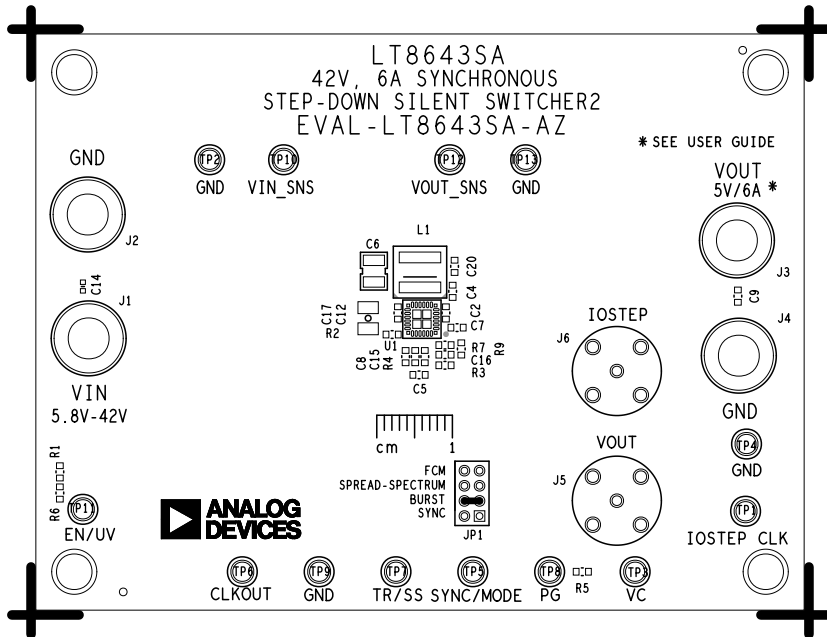 LT8643SA
42V, 6A SYNCHRONOUS
STEP-DOWN SILENT SWITCHER2
EVAL-LT8643SA-AZ
* SEE USER GUIDE
GND
TP2
GND
TP10
VIN_SNS
TP12
VOUT_SNS
TP13
GND
VOUT
5V/6A *
J2
J3
L1
C6
C20
C4
C14
J1
C9
C17
C12
R2
C2
C7
U1
IOSTEP
J6
J4
C8
C15
R4
R7
C16
R3
R9
C5
VIN
5.8V-42V
GND
cm
1
VOUT
J5
TP4
GND
R1
R6
TP11
EN/UV
ANALOG
DEVICES
FCM
SPREAD-SPECTRUM
BURST
SYNC
JP1
TP1
IOSTEP CLK
TP6
CLKOUT
TP9
GND
TP7
TR/SS
TP5
SYNC/MODE
TP8
PG
R5
TP3
VC